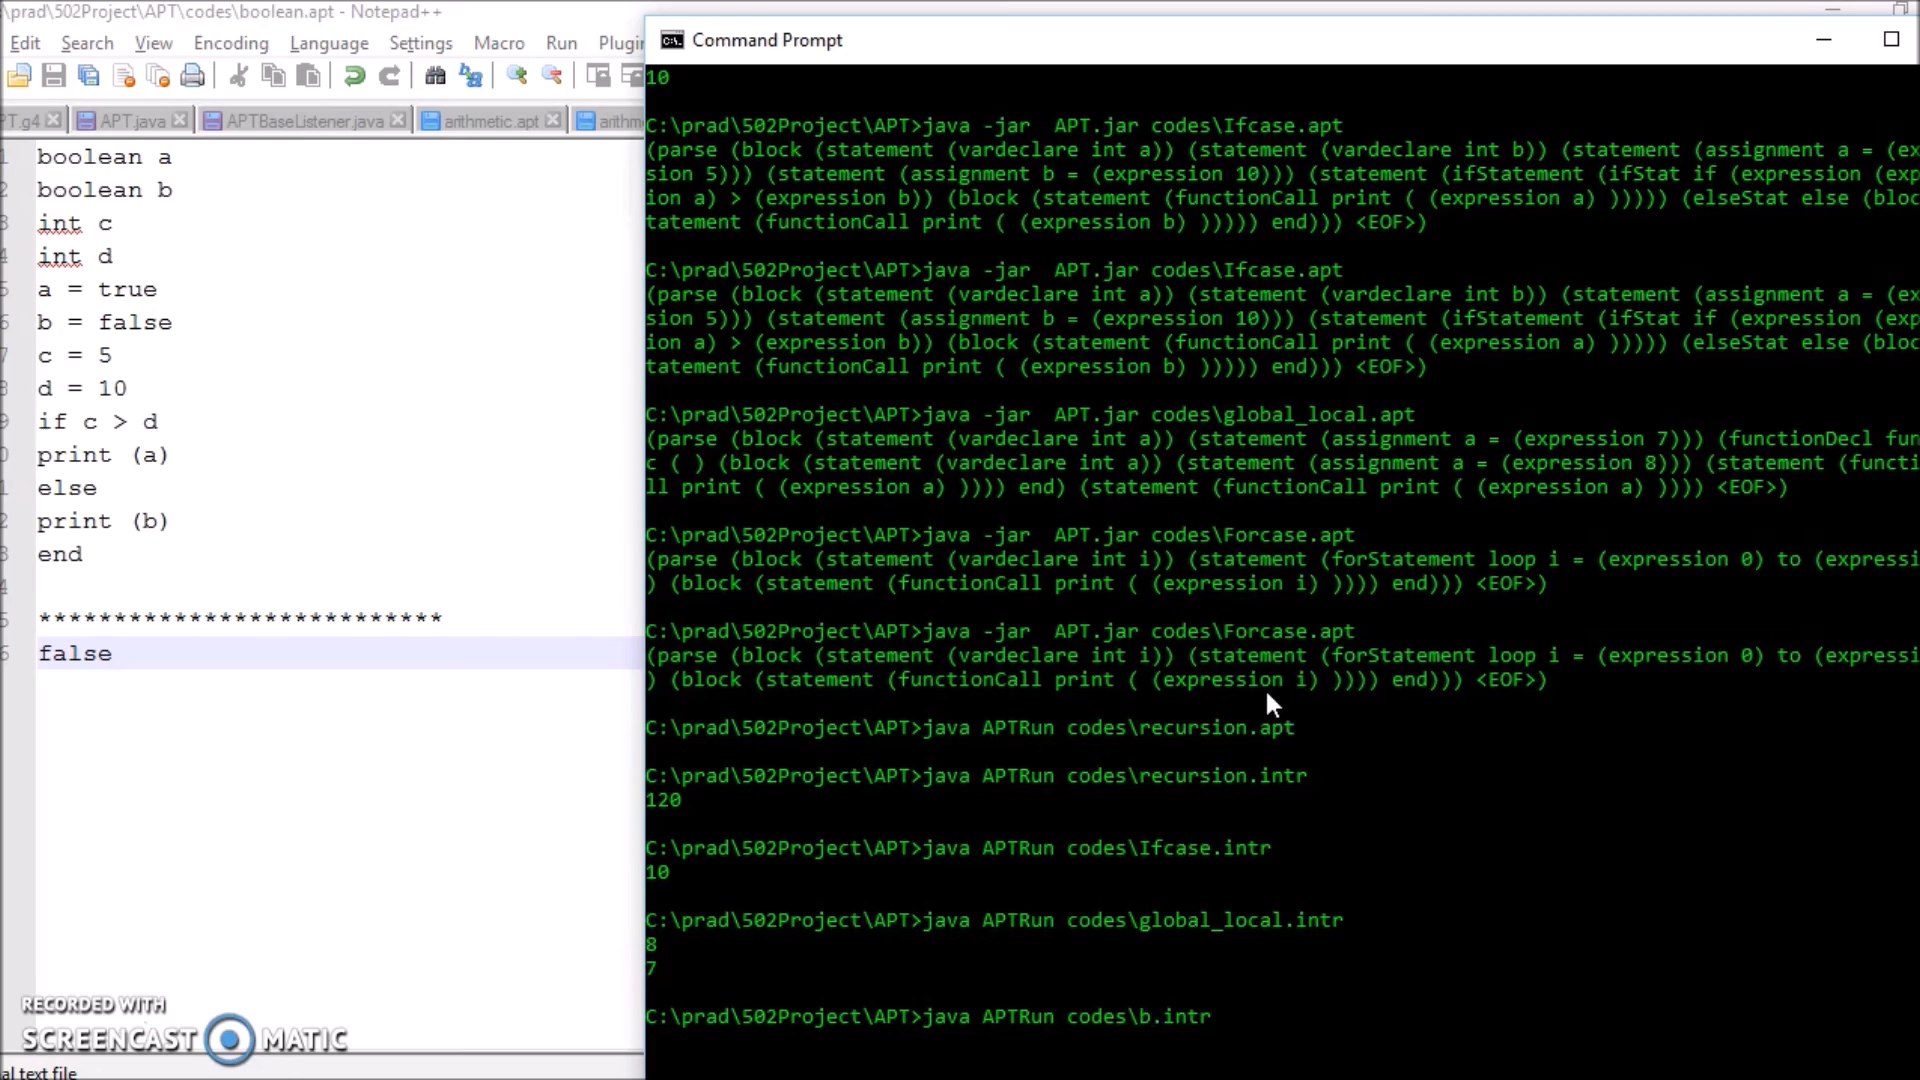 \prad\502Project\APT\codes\boolean.apt - Notepad++
Edit Search View Encoding Language Settings Macro Run Plugin
PT.g4 APT.java APTBaseListener.java arithmetic.apt arithme
boolean a
boolean b
int c
int d
a = true
b = false
c = 5
d = 10
if c > d
print (a)
else
print (b)
end
***************************
false
RECORDED WITH
SCREENCAST MATIC
al text file
Command Prompt
10
C:\prad\502Project\APT>java -jar  APT.jar codes\Ifcase.apt
(parse (block (statement (vardeclare int a)) (statement (vardeclare int b)) (statement (assignment a = (ex
sion 5))) (statement (assignment b = (expression 10))) (statement (ifStatement (ifStat if (expression (exp
ion a) > (expression b)) (block (statement (functionCall print ( (expression a) ))))) (elseStat else (bloc
tatement (functionCall print ( (expression b) ))))) end))) <EOF>)
C:\prad\502Project\APT>java -jar  APT.jar codes\Ifcase.apt
(parse (block (statement (vardeclare int a)) (statement (vardeclare int b)) (statement (assignment a = (ex
sion 5))) (statement (assignment b = (expression 10))) (statement (ifStatement (ifStat if (expression (exp
ion a) > (expression b)) (block (statement (functionCall print ( (expression a) ))))) (elseStat else (bloc
tatement (functionCall print ( (expression b) ))))) end))) <EOF>)
C:\prad\502Project\APT>java -jar  APT.jar codes\global_local.apt
(parse (block (statement (vardeclare int a)) (statement (assignment a = (expression 7))) (functionDecl fun
c ( ) (block (statement (vardeclare int a)) (statement (assignment a = (expression 8))) (statement (functi
ll print ( (expression a) )))) end) (statement (functionCall print ( (expression a) )))) <EOF>)
C:\prad\502Project\APT>java -jar  APT.jar codes\Forcase.apt
(parse (block (statement (vardeclare int i)) (statement (forStatement loop i = (expression 0) to (expressi
) (block (statement (functionCall print ( (expression i) )))) end))) <EOF>)
C:\prad\502Project\APT>java -jar  APT.jar codes\Forcase.apt
(parse (block (statement (vardeclare int i)) (statement (forStatement loop i = (expression 0) to (expressi
) (block (statement (functionCall print ( (expression i) )))) end))) <EOF>)
C:\prad\502Project\APT>java APTRun codes\recursion.apt
C:\prad\502Project\APT>java APTRun codes\recursion.intr
120
C:\prad\502Project\APT>java APTRun codes\Ifcase.intr
10
C:\prad\502Project\APT>java APTRun codes\global_local.intr
8
7
C:\prad\502Project\APT>java APTRun codes\b.intr